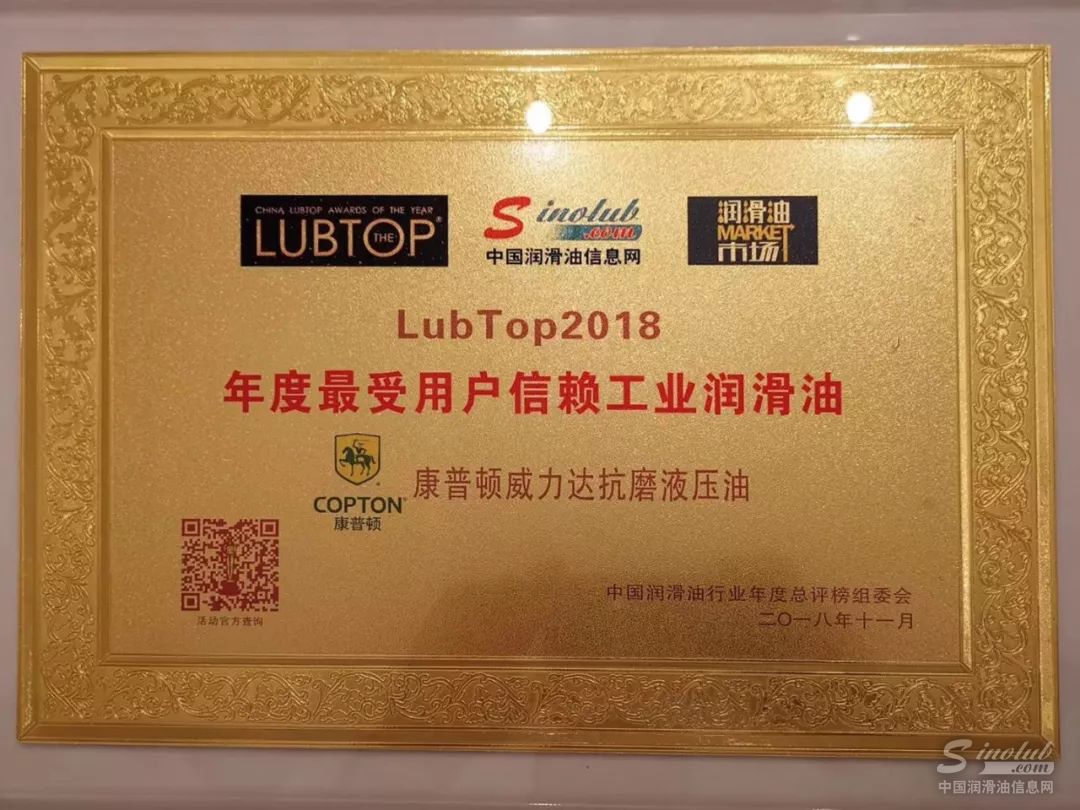 CHINA LUBTOP AWARDS OF THE YEAR
LUBTOP®
THE
Sinolub
.com
中国润滑油信息网
润滑油
MARKET
市场
LubTop2018
年度最受用户信赖工业润滑油
COPTON®
康普顿
康普顿威力达抗磨液压油
活动官方查询
中国润滑油行业年度总评榜组委会
二〇一八年十一月
Sinolub
.com
中国润滑油信息网